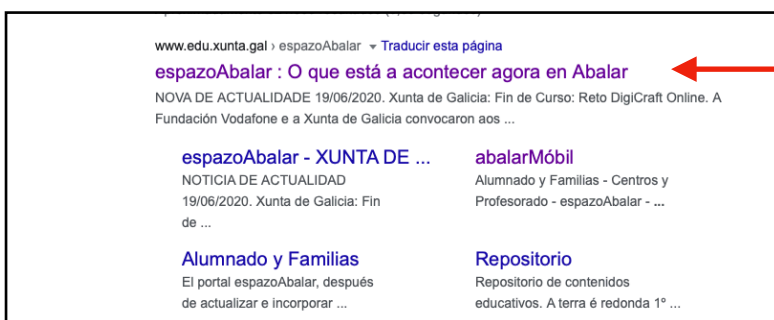 www.edu.xunta.gal › espazoAbalar ▾ Traducir esta página
espazoAbalar : O que está a acontecer agora en Abalar
NOVA DE ACTUALIDADE 19/06/2020. Xunta de Galicia: Fin de Curso: Reto DigiCraft Online. A
Fundación Vodafone e a Xunta de Galicia convocaron aos ...
espazoAbalar - XUNTA DE ...
NOTICIA DE ACTUALIDAD
19/06/2020. Xunta de Galicia: Fin
de ...
abalarMóbil
Alumnado y Familias - Centros y
Profesorado - espazoAbalar - ...
Alumnado y Familias
El portal espazoAbalar, después
de actualizar e incorporar ...
Repositorio
Repositorio de contenidos
educativos. A terra é redonda 1º ...